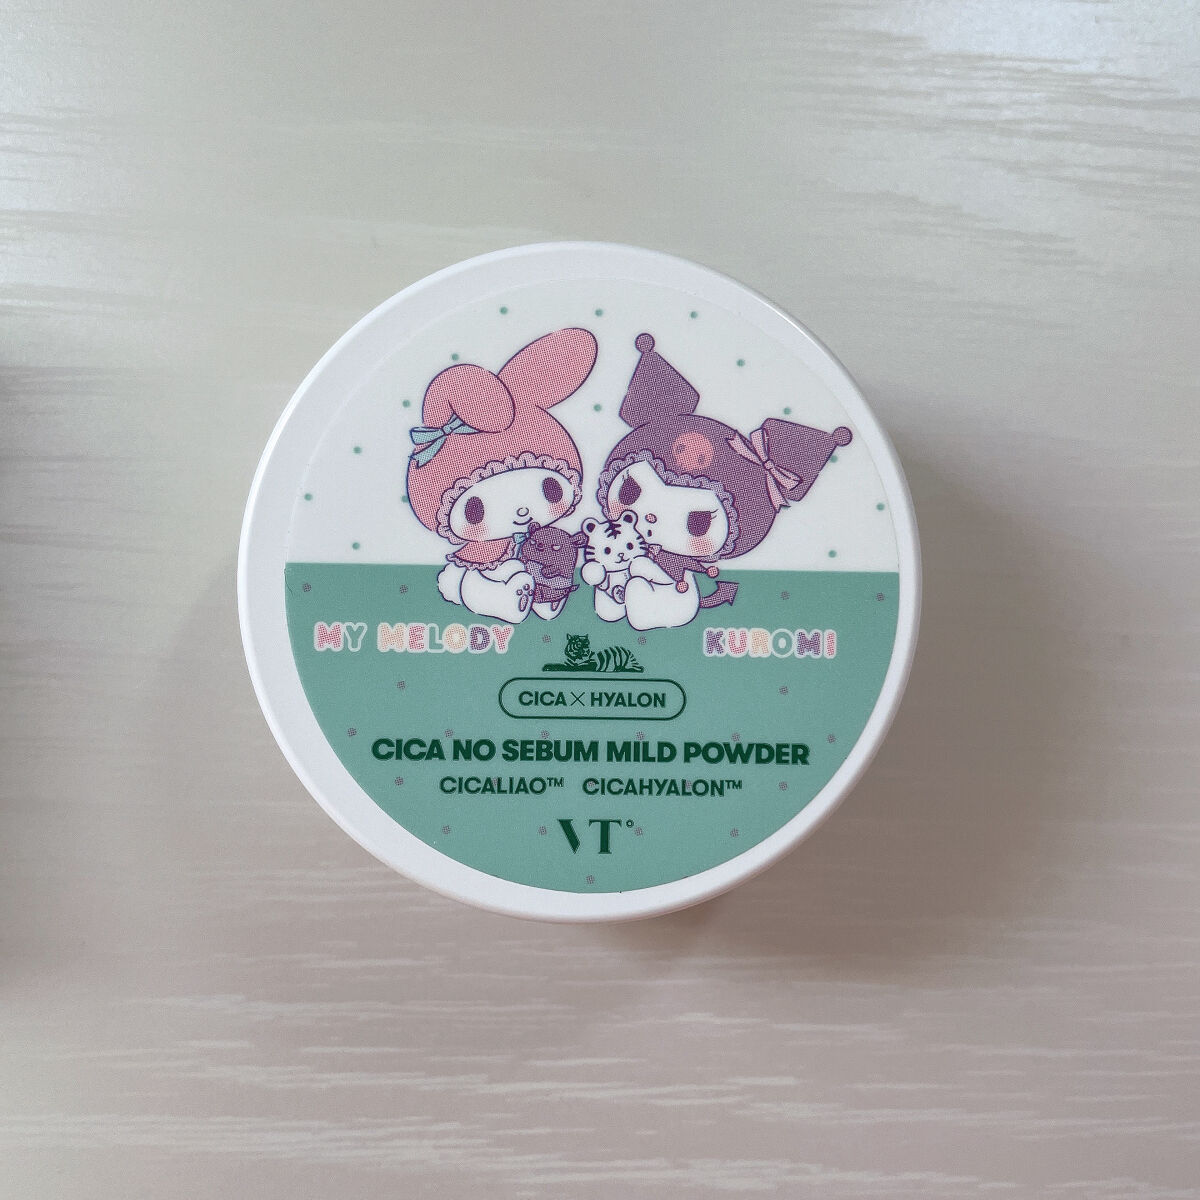 MY MELODY
KUROMI
CICA×HYALON
CICA NO SEBUM MILD POWDER
CICALIAO™ CICAHYALON™
VT°